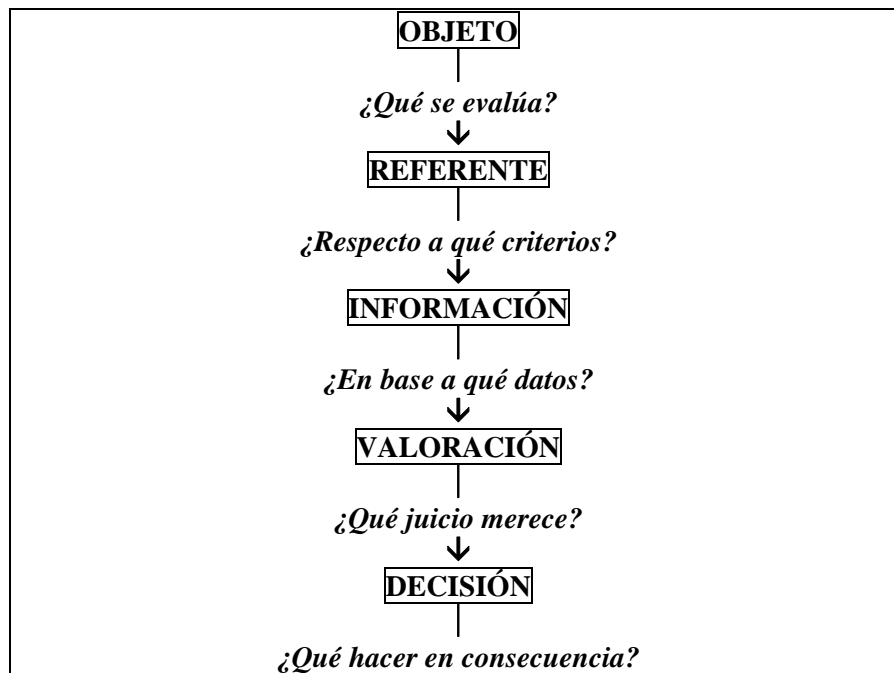 OBJETO
¿Qué se evalúa?
REFERENTE
¿Respecto a qué criterios?
INFORMACIÓN
¿En base a qué datos?
VALORACIÓN
¿Qué juicio merece?
DECISIÓN
¿Qué hacer en consecuencia?